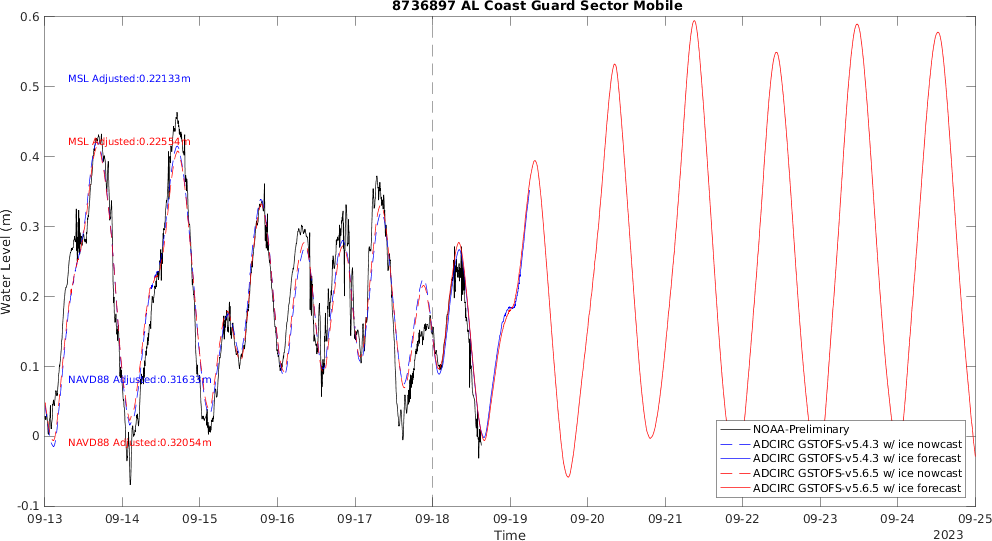 8736897 AL Coast Guard Sector Mobile
0.6
0.5
0.4
0.3
0.2
0.1
0
-0.1
Water Level (m)
MSL Adjusted:0.22133m
MSL Adjusted:0.22554m
NAVD88 Adjusted:0.31633m
NAVD88 Adjusted:0.32054m
NOAA-Preliminary
ADCIRC GSTOFS-v5.4.3 w/ ice nowcast
ADCIRC GSTOFS-v5.4.3 w/ ice forecast
ADCIRC GSTOFS-v5.6.5 w/ ice nowcast
ADCIRC GSTOFS-v5.6.5 w/ ice forecast
09-13 09-14 09-15 09-16 09-17 09-18 09-19 09-20 09-21 09-22 09-23 09-24 09-25
Time
2023